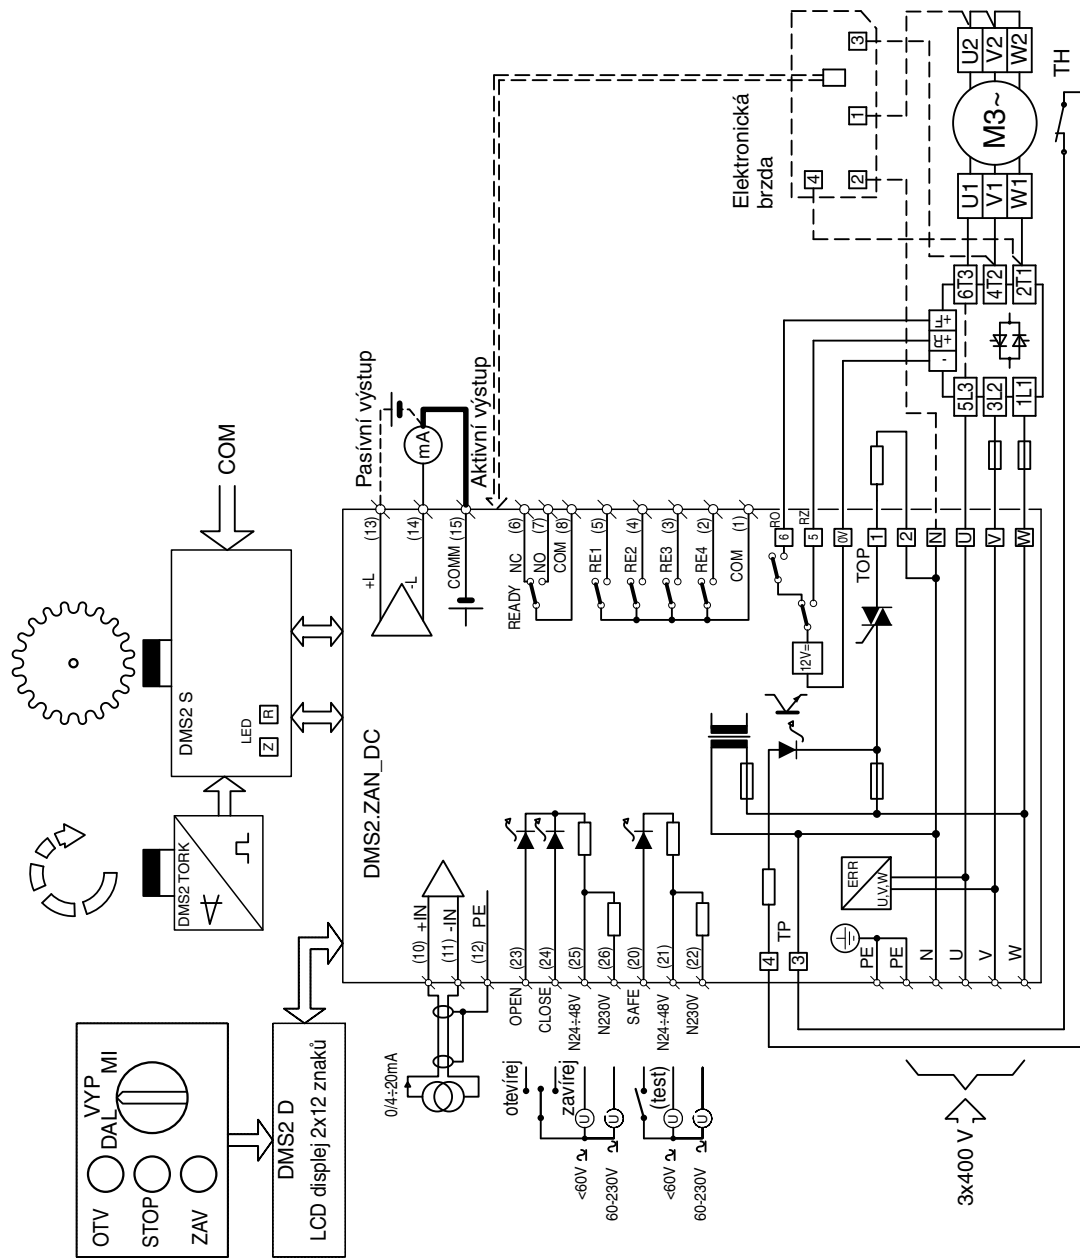 OTV
STOP
ZAV
DAL
VYP
MI
DMS2 D
LCD displej 2x12 znaků
DMS2 TORK
DMS2 S
LED
Z
R
COM
DMS2.ZAN_DC
0/4÷20mA
(10) +IN
(11) -IN
(12) PE
OPEN (23)
CLOSE (24)
N24÷48V (25)
N230V (26)
SAFE (20)
N24÷48V (21)
N230V (22)
otevírej
zavírej
<60V
U
60-230V
U
(test)
<60V
U
60-230V
U
+L (13)
-L (14)
COMM (15)
Pasívní výstup
mA
Aktivní výstup
READY
NC (6)
NO (7)
COM (8)
RE1 (5)
RE2 (4)
RE3 (3)
RE4 (2)
COM (1)
RO
6
RZ
5
0V
12V=
TOP
1
2
N
U
V
W
4
TP
3
ERR
U,V,W
PE
PE
N
U
V
W
3x400 V
Elektronická
brzda
4
2
1
3
+F
+R
-
5L3
3L2
1L1
6T3
4T2
2T1
U1
V1
W1
M3~
U2
V2
W2
TH